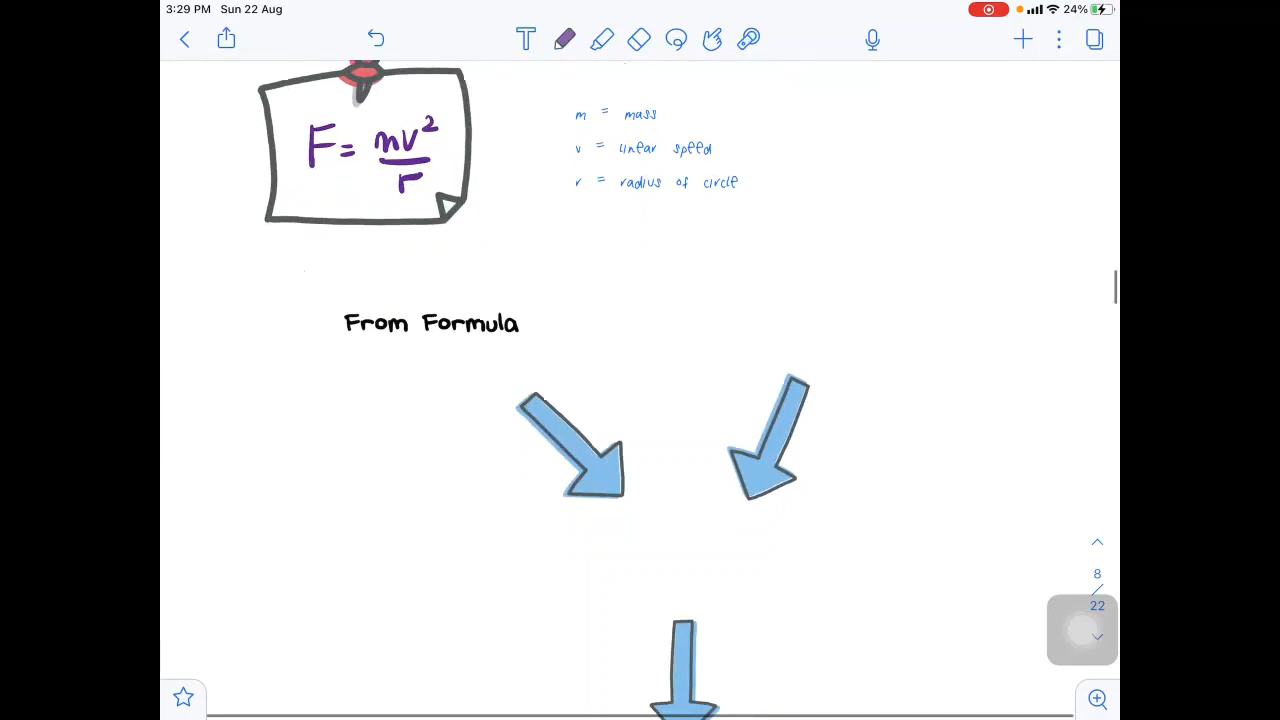 3:29 PM Sun 22 Aug
24%
T
F = mv²
r
m = mass
v = linear speed
r = radius of circle
From Formula
8
/
22